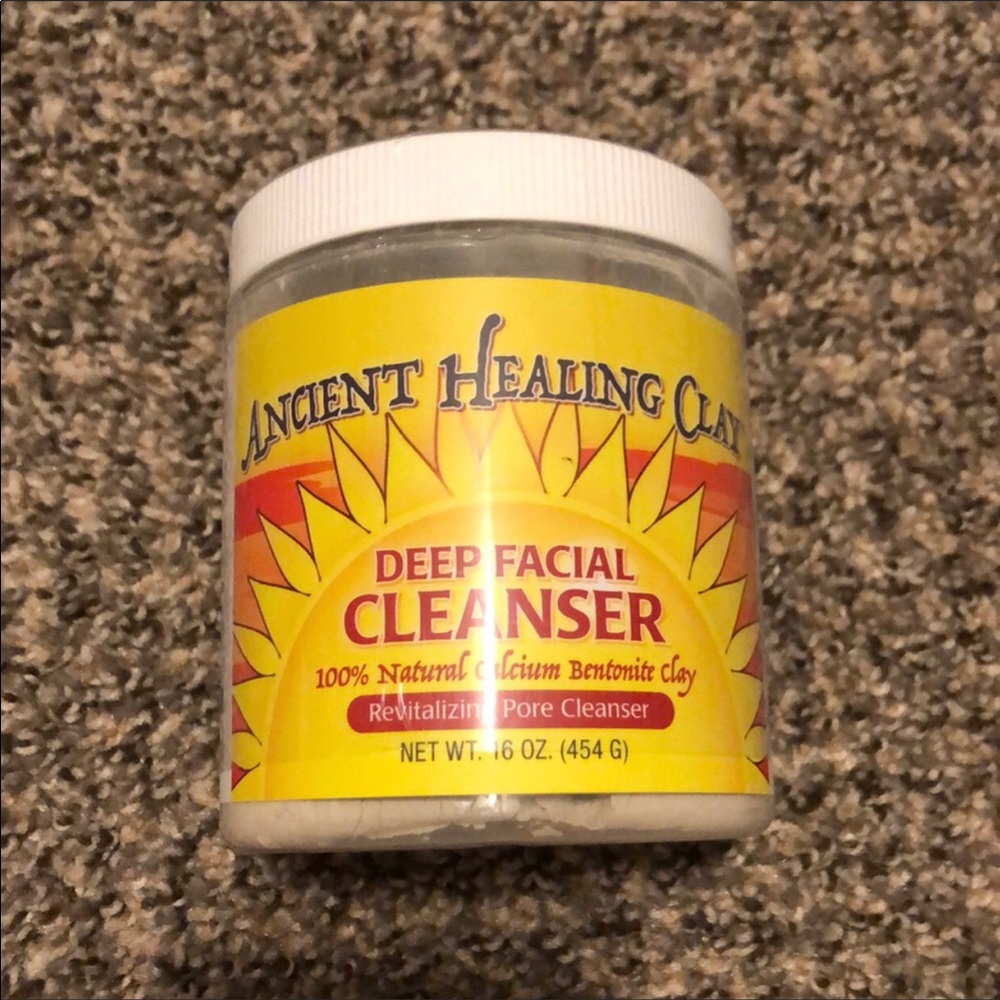 ANCIENT HEALING CLAY
DEEP FACIAL
CLEANSER
100% Natural Calcium Bentonite Clay
Revitalizing Pore Cleanser
NET WT. 16 OZ. (454 G)